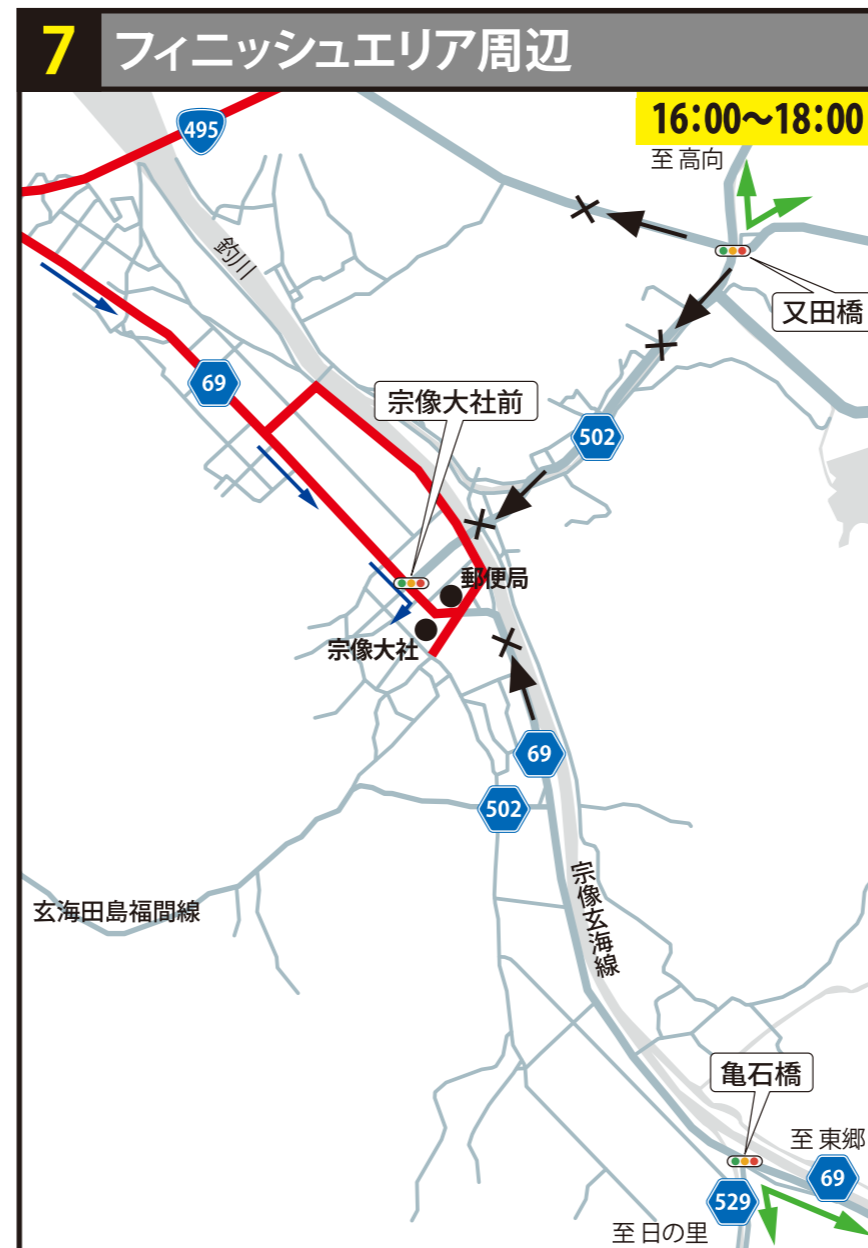 7 フィニッシュエリア周辺
16:00〜18:00
495
至 高向
釣川
又田橋
69
宗像大社前
502
郵便局
宗像大社
69
502
宗像玄海線
玄海田島福間線
亀石橋
至 東郷
69
529
至 日の里